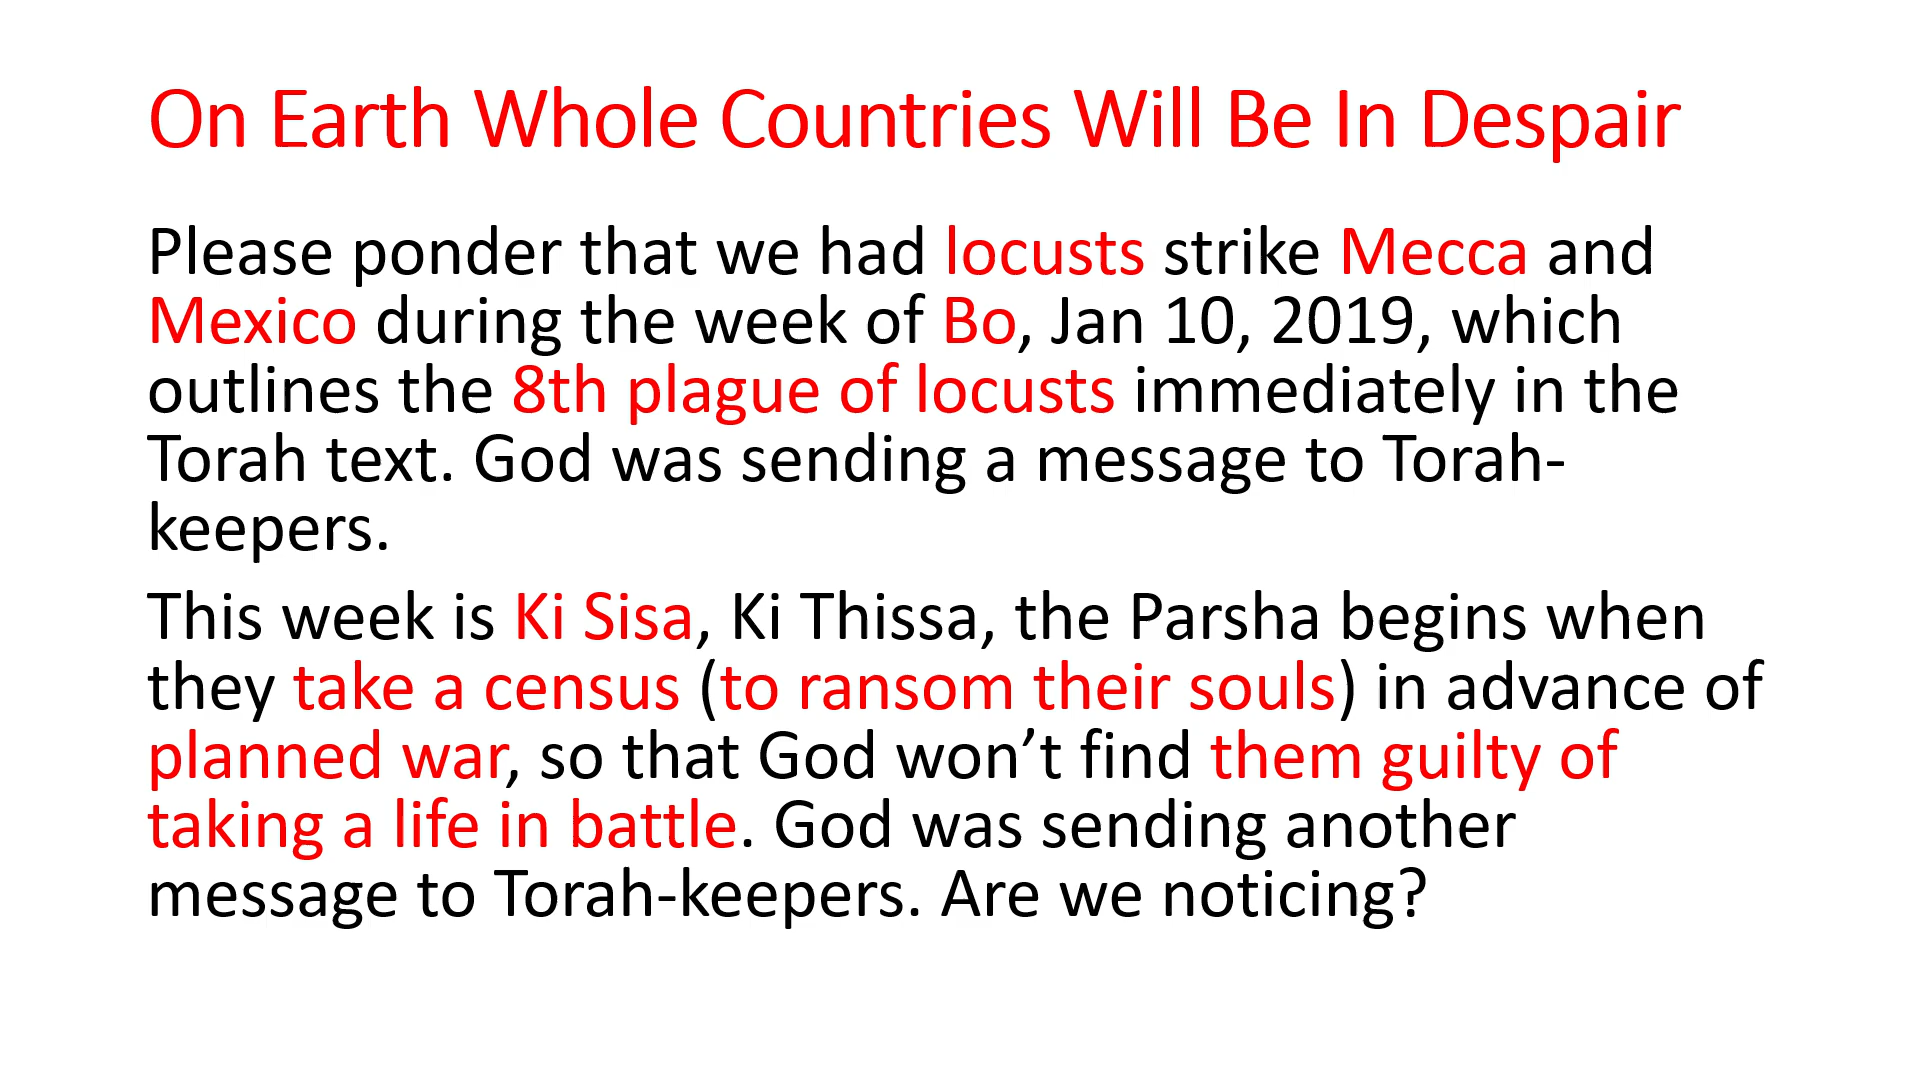 On Earth Whole Countries Will Be In Despair
Please ponder that we had locusts strike Mecca and
Mexico during the week of Bo, Jan 10, 2019, which
outlines the 8th plague of locusts immediately in the
Torah text. God was sending a message to Torah-
keepers.
This week is Ki Sisa, Ki Thissa, the Parsha begins when
they take a census (to ransom their souls) in advance of
planned war, so that God won’t find them guilty of
taking a life in battle. God was sending another
message to Torah-keepers. Are we noticing?